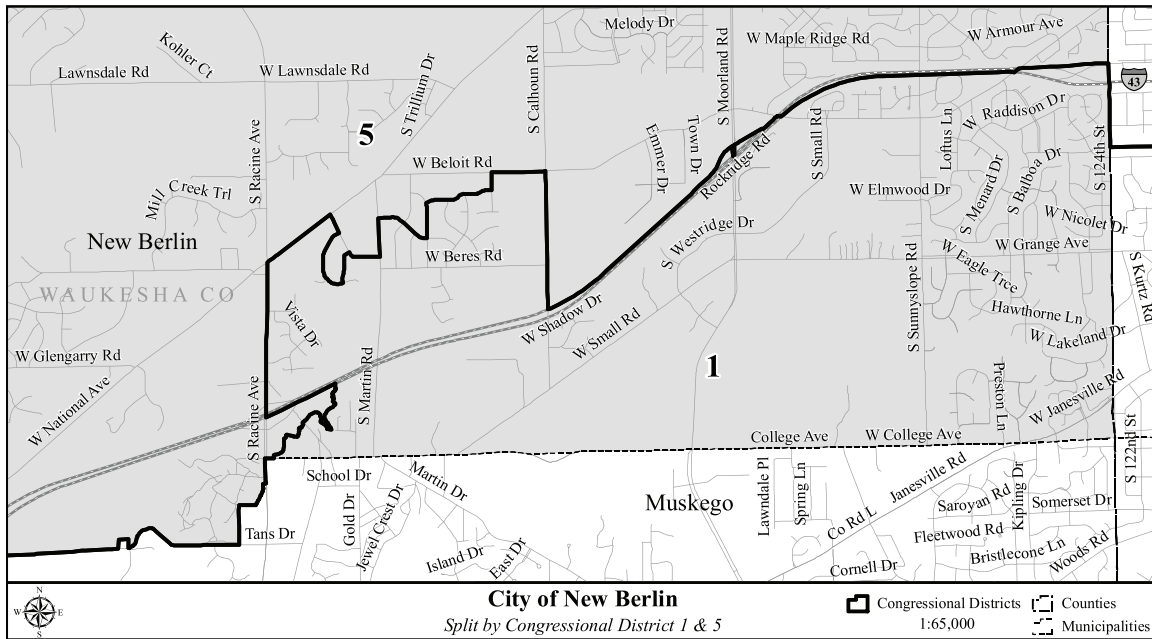 Melody Dr
W Armour Ave
W Maple Ridge Rd
Kohler Ct
Lawnsdale Rd
W Lawnsdale Rd
S Trillium Dr
S Calhoun Rd
S Moorland Rd
43
W Raddison Dr
5
S Racine Ave
Emmer Dr
Town Dr
S Small Rd
Loftus Ln
S 124th St
W Beloit Rd
Rockridge Rd
S Menard Dr
S Balboa Dr
Mill Creek Trl
W Elmwood Dr
S Westridge Dr
W Nicolet Dr
New Berlin
W Beres Rd
W Grange Ave
W Eagle Trce
S Kurtz Rd
WAUKESHA CO
Vista Dr
W Shadow Dr
W Small Rd
S Sunnyslope Rd
Hawthorne Ln
W Lakeland Dr
W Glengarry Rd
S Martin Rd
1
Preston Ln
W National Ave
S Racine Ave
W Janesville Rd
College Ave
W College Ave
S 122nd St
School Dr
Martin Dr
Muskego
Lawndale Pl
Spring Ln
Janesville Rd
Gold Dr
Jewel Crest Dr
Saroyan Rd
Kipling Dr
Somerset Dr
Tans Dr
Co Rd L
Fleetwood Rd
Island Dr
East Dr
Cornell Dr
Bristlecone Ln
Woods Rd
N
W E
S
City of New Berlin
Split by Congressional District 1 & 5
Congressional Districts
1:65,000
Counties
Municipalities